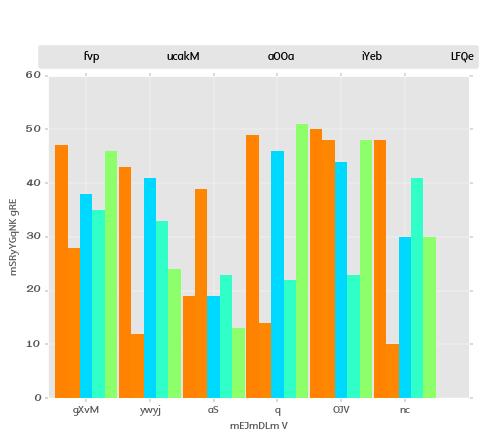 fvp ucakM aOOa iYeb LFQe
60
50
40
30
20
10
0
mSRyYGqNK gRE
gXvM ywyj aS q OJV nc
mEJmDLm V